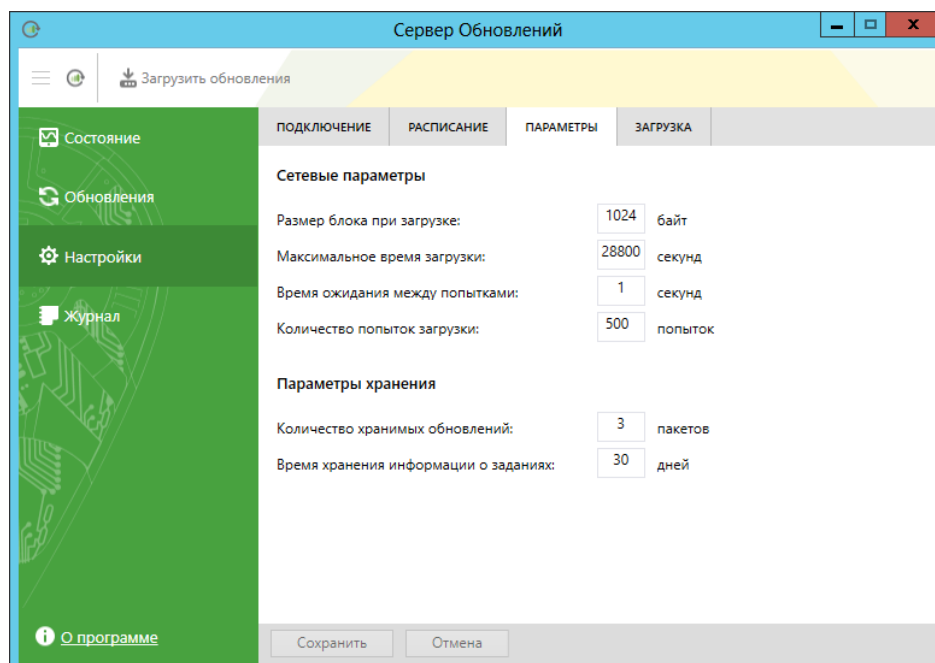 Сервер Обновлений
Загрузить обновления
Состояние
Обновления
Настройки
Журнал
О программе
ПОДКЛЮЧЕНИЕ РАСПИСАНИЕ ПАРАМЕТРЫ ЗАГРУЗКА
Сетевые параметры
Размер блока при загрузке: 1024 байт
Максимальное время загрузки: 28800 секунд
Время ожидания между попытками: 1 секунд
Количество попыток загрузки: 500 попыток
Параметры хранения
Количество хранимых обновлений: 3 пакетов
Время хранения информации о заданиях: 30 дней
Сохранить Отмена